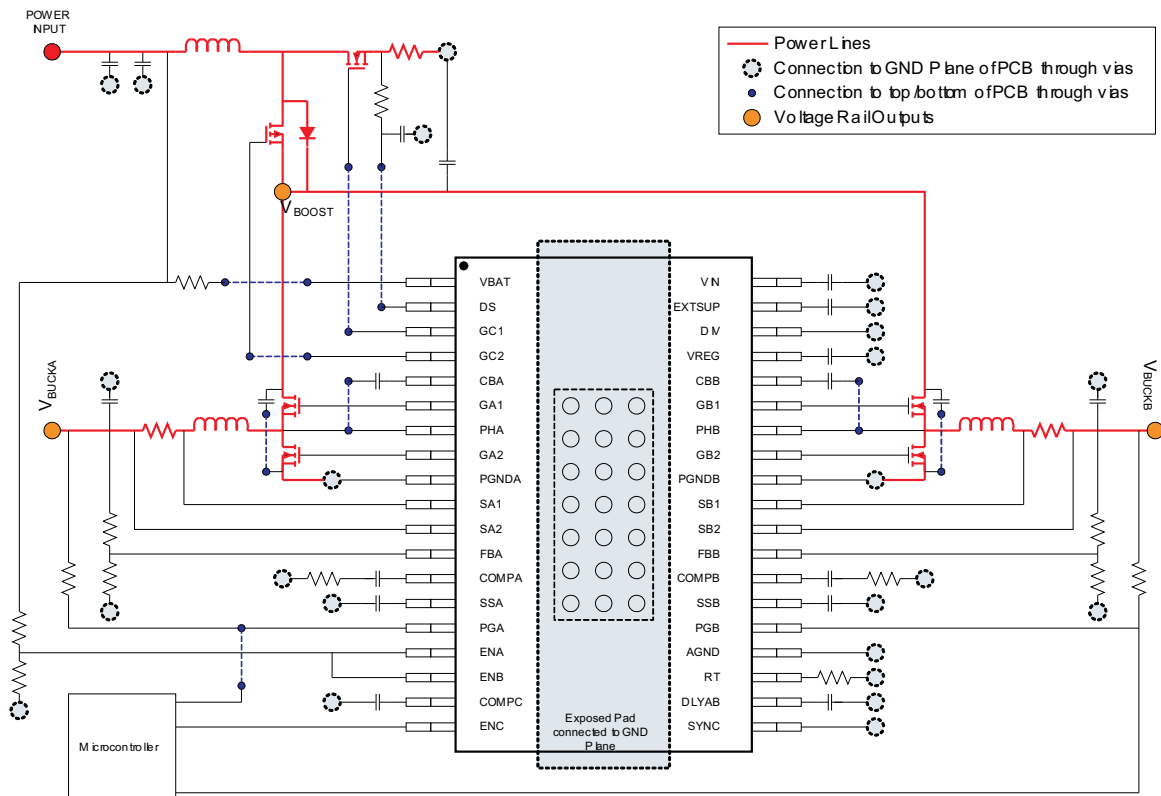 POWER
INPUT
Power Lines
Connection to GND Plane of PCB through vias
Connection to top/bottom of PCB through vias
Voltage Rail Outputs
VBOOST
VBAT
DS
GC1
GC2
CBA
GA1
PHA
GA2
PGNDA
SA1
SA2
FBA
COMPA
SSA
PGA
ENA
ENB
COMPC
ENC
VIN
EXTSUP
DIV
VREG
CBB
GB1
PHB
GB2
PGNDB
SB1
SB2
FBB
COMPB
SSB
PGB
AGND
RT
DLYAB
SYNC
VBUCKA
VBUCKB
Exposed Pad
connected to GND
Plane
Microcontroller